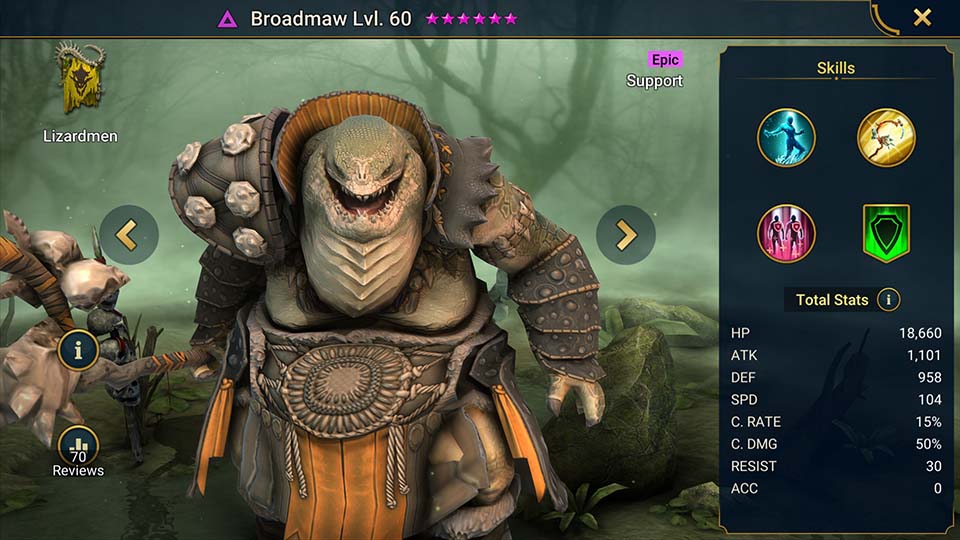 Broadmaw Lvl. 60
Lizardmen
Epic
Support
70
Reviews
Skills
Total Stats i
HP 18,660
ATK 1,101
DEF 958
SPD 104
C. RATE 15%
C. DMG 50%
RESIST 30
ACC 0
i